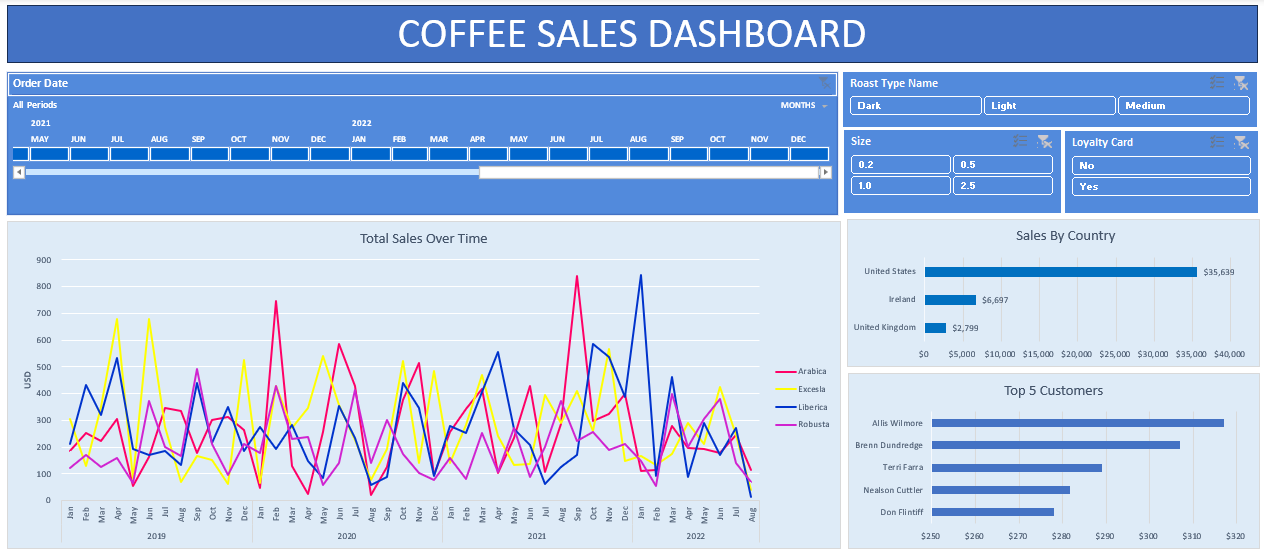 COFFEE SALES DASHBOARD
Order Date
All Periods MONTHS
2021 2022
MAY JUN JUL AUG SEP OCT NOV DEC JAN FEB MAR APR MAY JUN JUL AUG SEP OCT NOV DEC
Roast Type Name
Dark Light Medium
Size
0.2 0.5
1.0 2.5
Loyalty Card
No
Yes
Total Sales Over Time
900
800
700
600
500
400
300
200
100
0
USD
Arabica
Excesla
Liberica
Robusta
Jan Feb Mar Apr May Jun Jul Aug Sep Oct Nov Dec Jan Feb Mar Apr May Jun Jul Aug Sep Oct Nov Dec Jan Feb Mar Apr May Jun Jul Aug Sep Oct Nov Dec Jan Feb Mar Apr May Jun Jul Aug
2019 2020 2021 2022
Sales By Country
United States $35,639
Ireland $6,697
United Kingdom $2,799
$0 $5,000 $10,000 $15,000 $20,000 $25,000 $30,000 $35,000 $40,000
Top 5 Customers
Allis Wilmore
Brenn Dundredge
Terri Farra
Nealson Cuttler
Don Flintiff
$250 $260 $270 $280 $290 $300 $310 $320